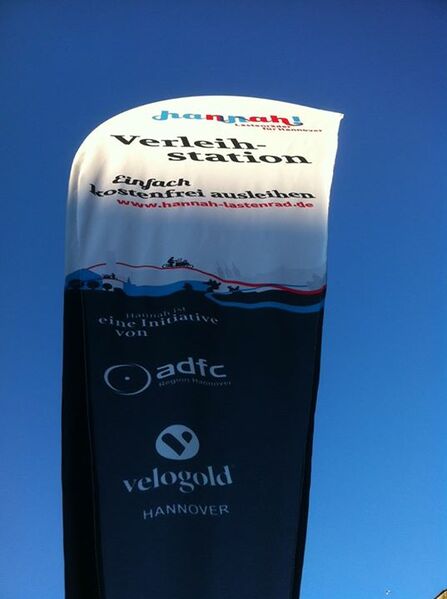 hannah!
Lastenräder
für Hannover
Verleih-
station
Einfach
kostenfrei ausleihen
www.hannah-lastenrad.de
Hannah ist
eine Initiative
von
adfc
Region Hannover
velogold
HANNOVER